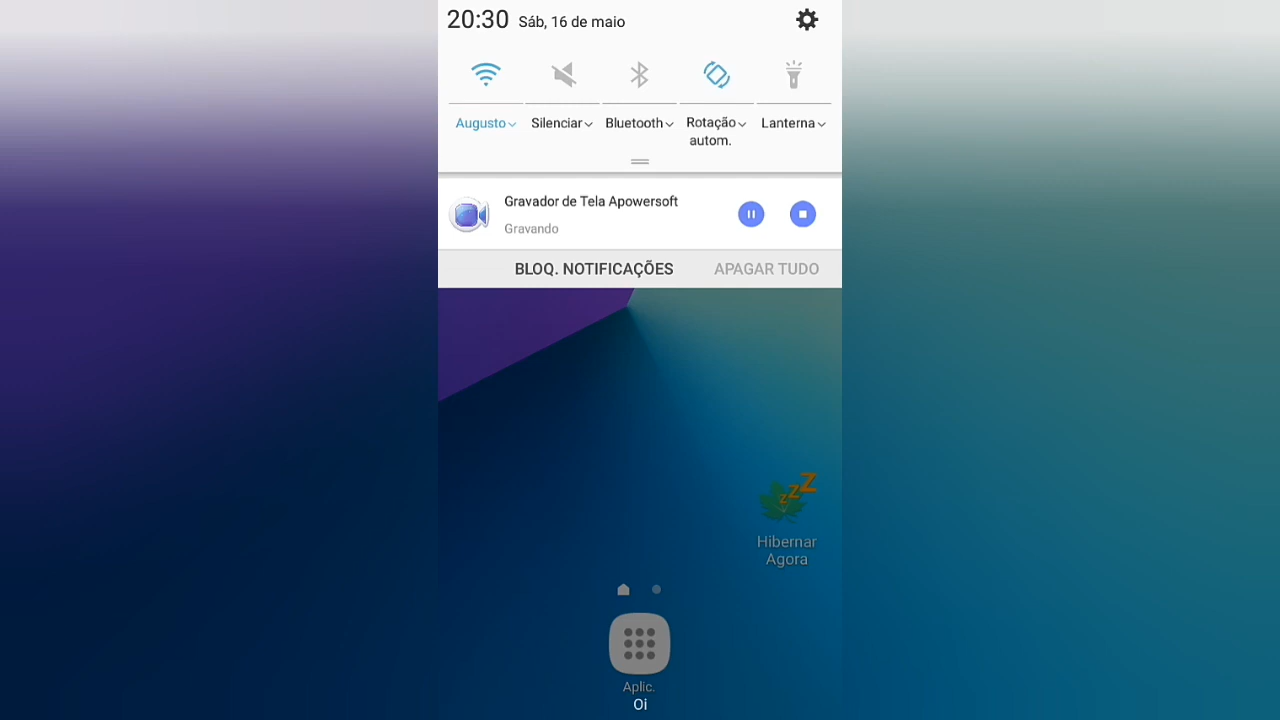 20:30 Sáb, 16 de maio
Augusto Silenciar Bluetooth Rotação autom. Lanterna
Gravador de Tela Apowersoft
Gravando
BLOQ. NOTIFICAÇÕES APAGAR TUDO
zzZ
Hibernar
Agora
Aplic.
Oi